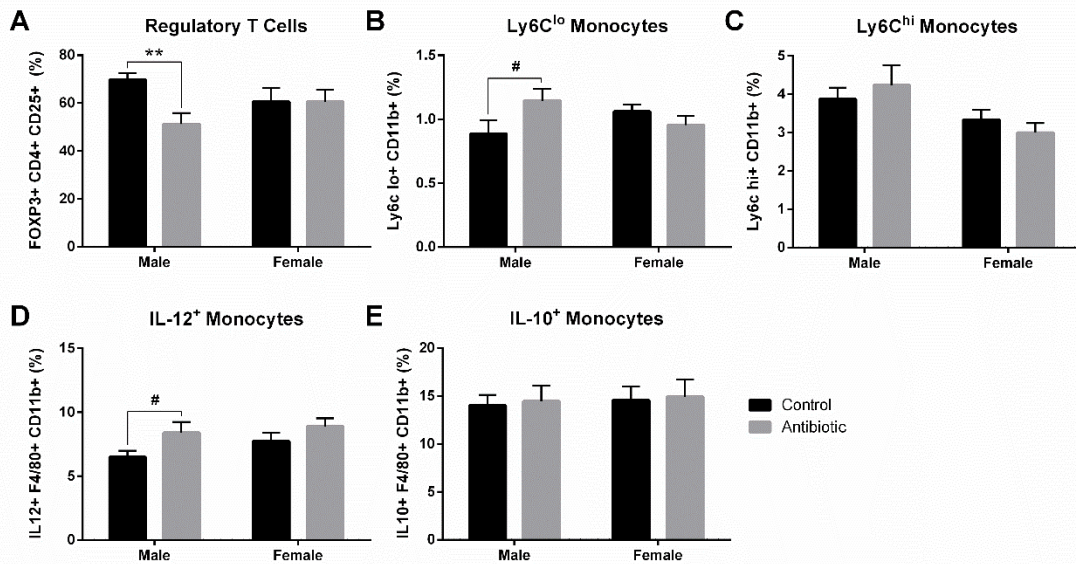 A
Regulatory T Cells
FOXP3+ CD4+ CD25+ (%)
80
60
40
20
0
**
Male
Female
B
Ly6Cˡᵒ Monocytes
Ly6c lo+ CD11b+ (%)
1.5
1.0
0.5
0.0
#
Male
Female
C
Ly6Cʰⁱ Monocytes
Ly6c hi+ CD11b+ (%)
5
4
3
2
1
0
Male
Female
D
IL-12⁺ Monocytes
IL12+ F4/80+ CD11b+ (%)
15
10
5
0
#
Male
Female
E
IL-10⁺ Monocytes
IL10+ F4/80+ CD11b+ (%)
20
15
10
5
0
Male
Female
Control
Antibiotic